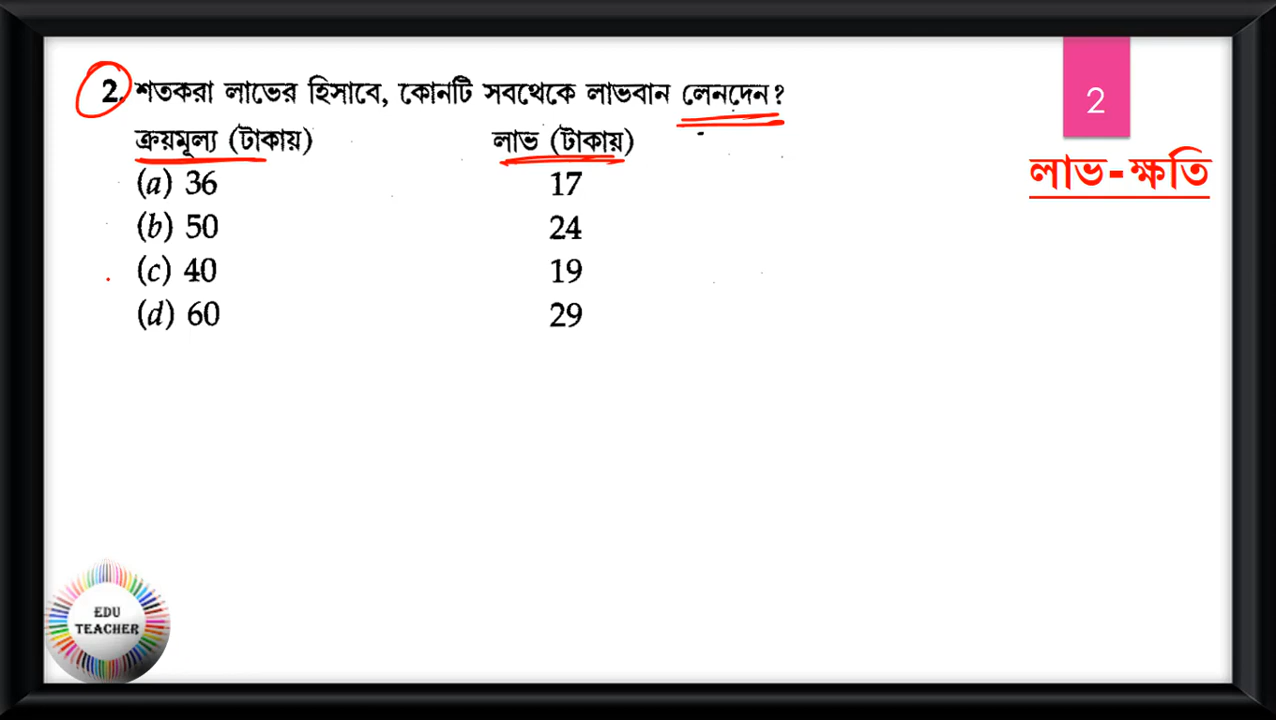 2. শতকরা লাভের হিসাবে, কোনটি সবথেকে লাভবান লেনদেন?
ক্রয়মূল্য (টাকায়) লাভ (টাকায়)
(a) 36 17
(b) 50 24
(c) 40 19
(d) 60 29
2
লাভ-ক্ষতি
EDU
TEACHER